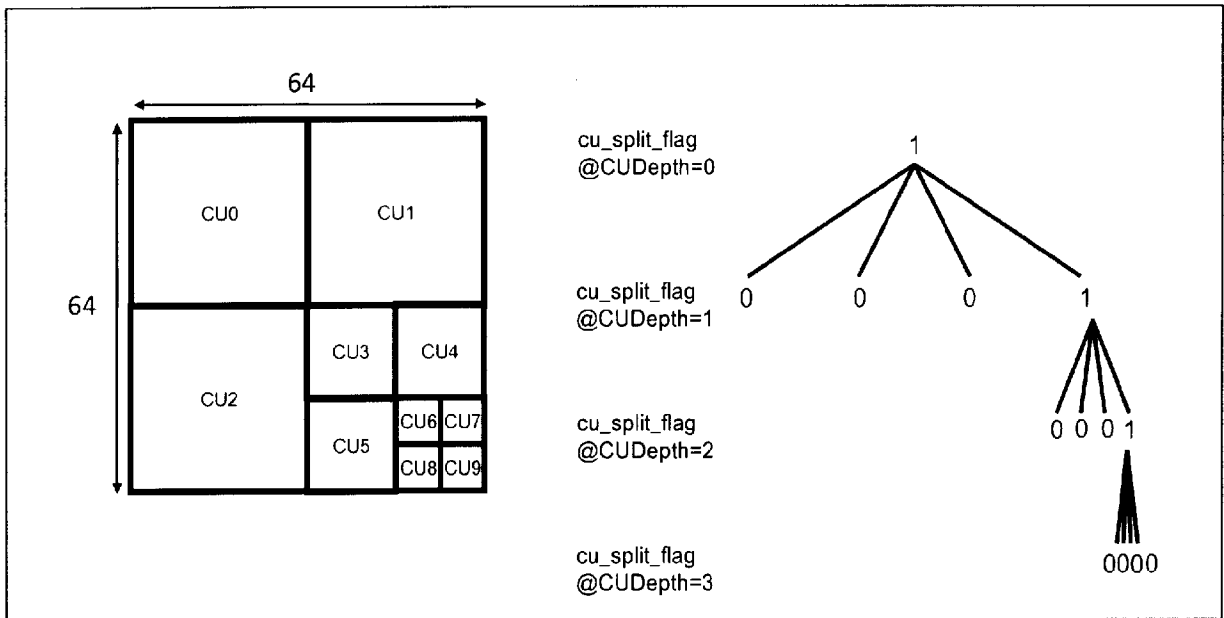 64
64
CU0
CU1
CU2
CU3
CU4
CU5
CU6
CU7
CU8
CU9
cu_split_flag
@CUDepth=0
1
cu_split_flag
@CUDepth=1
0
0
0
1
cu_split_flag
@CUDepth=2
0 0 0 1
cu_split_flag
@CUDepth=3
0000